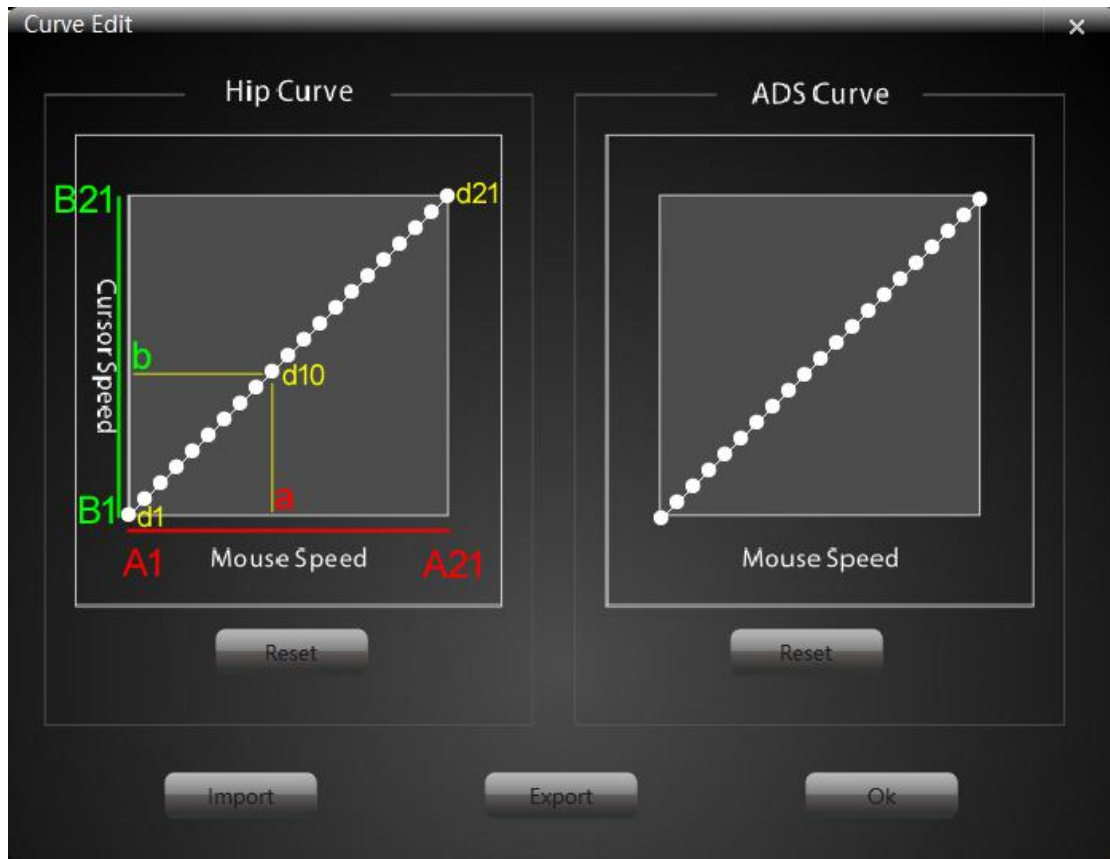 Curve Edit
Hip Curve
B21
d21
Cursor Speed
b
d10
a
B1
d1
A1
Mouse Speed
A21
Reset
ADS Curve
Mouse Speed
Reset
Import
Export
Ok